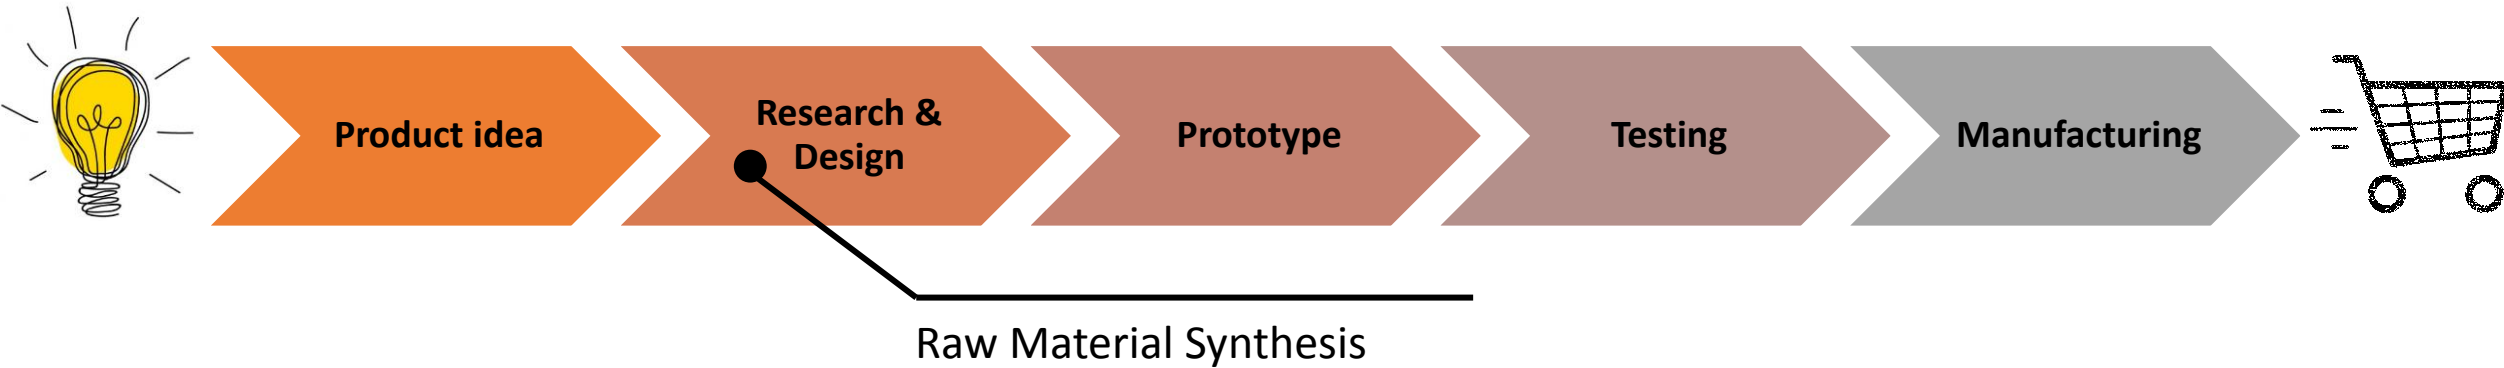 Product idea
Research &
Design
Prototype
Testing
Manufacturing
Raw Material Synthesis